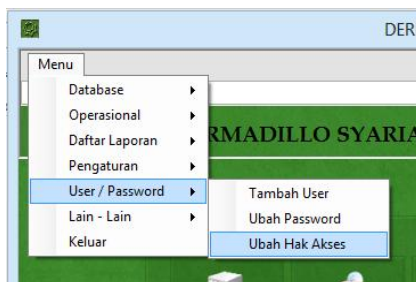 DER
Menu
Database
Operasional
Daftar Laporan
Pengaturan
User / Password
Lain - Lain
Keluar
RMADILLO SYARIA
Tambah User
Ubah Password
Ubah Hak Akses